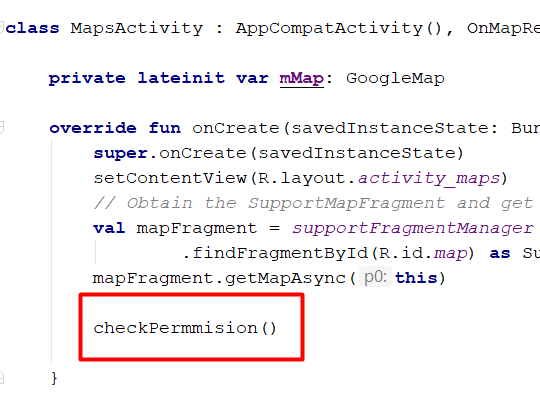 class MapsActivity : AppCompatActivity(), OnMapRe
private lateinit var mMap: GoogleMap
override fun onCreate(savedInstanceState: Bun
super.onCreate(savedInstanceState)
setContentView(R.layout.activity_maps)
// Obtain the SupportMapFragment and get
val mapFragment = supportFragmentManager
.findFragmentById(R.id.map) as Su
mapFragment.getMapAsync( p0: this)
checkPermmision()
}